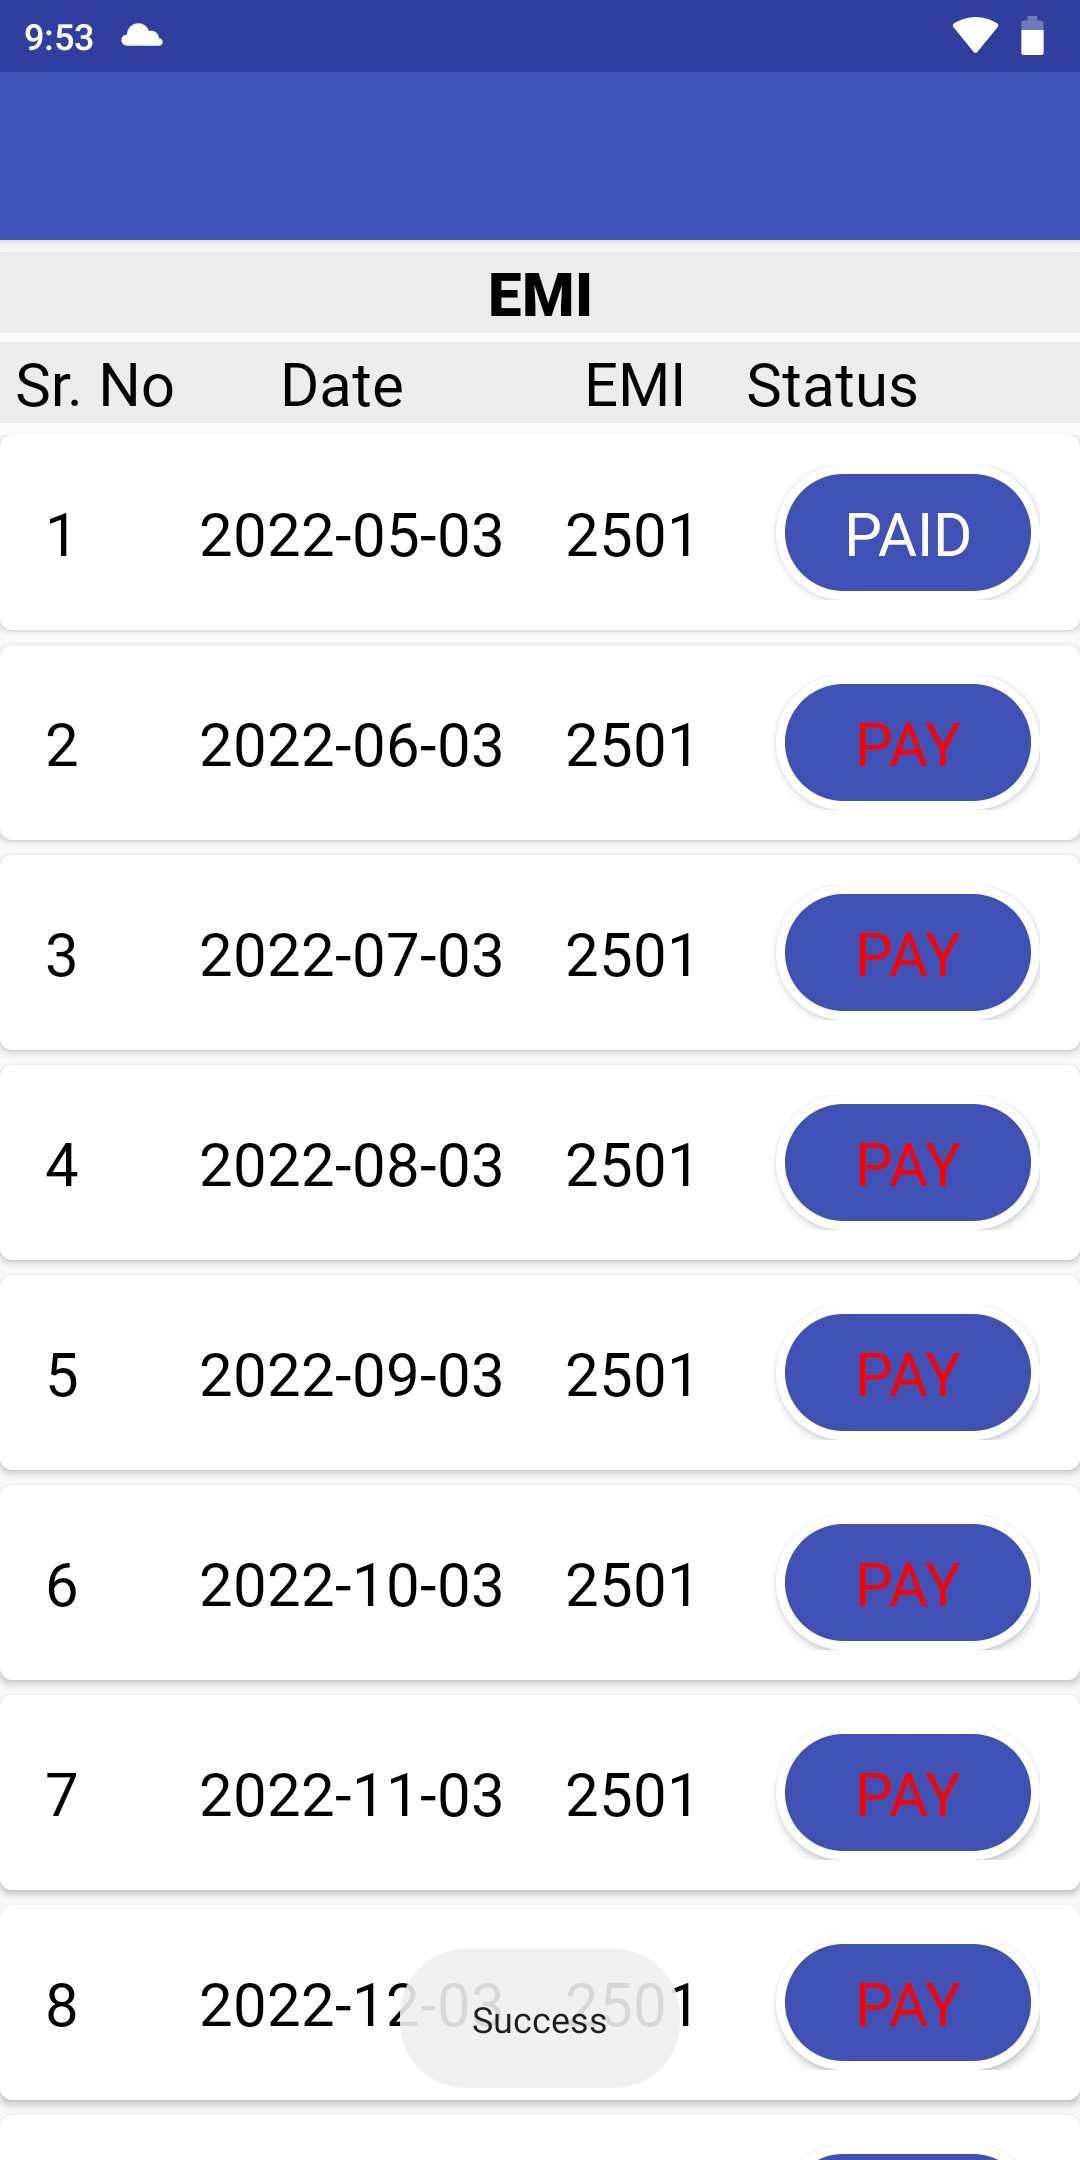 9:53
EMI
Sr. No Date EMI Status
1 2022-05-03 2501 PAID
2 2022-06-03 2501 PAY
3 2022-07-03 2501 PAY
4 2022-08-03 2501 PAY
5 2022-09-03 2501 PAY
6 2022-10-03 2501 PAY
7 2022-11-03 2501 PAY
8 2022-12-03 2501 PAY
Success